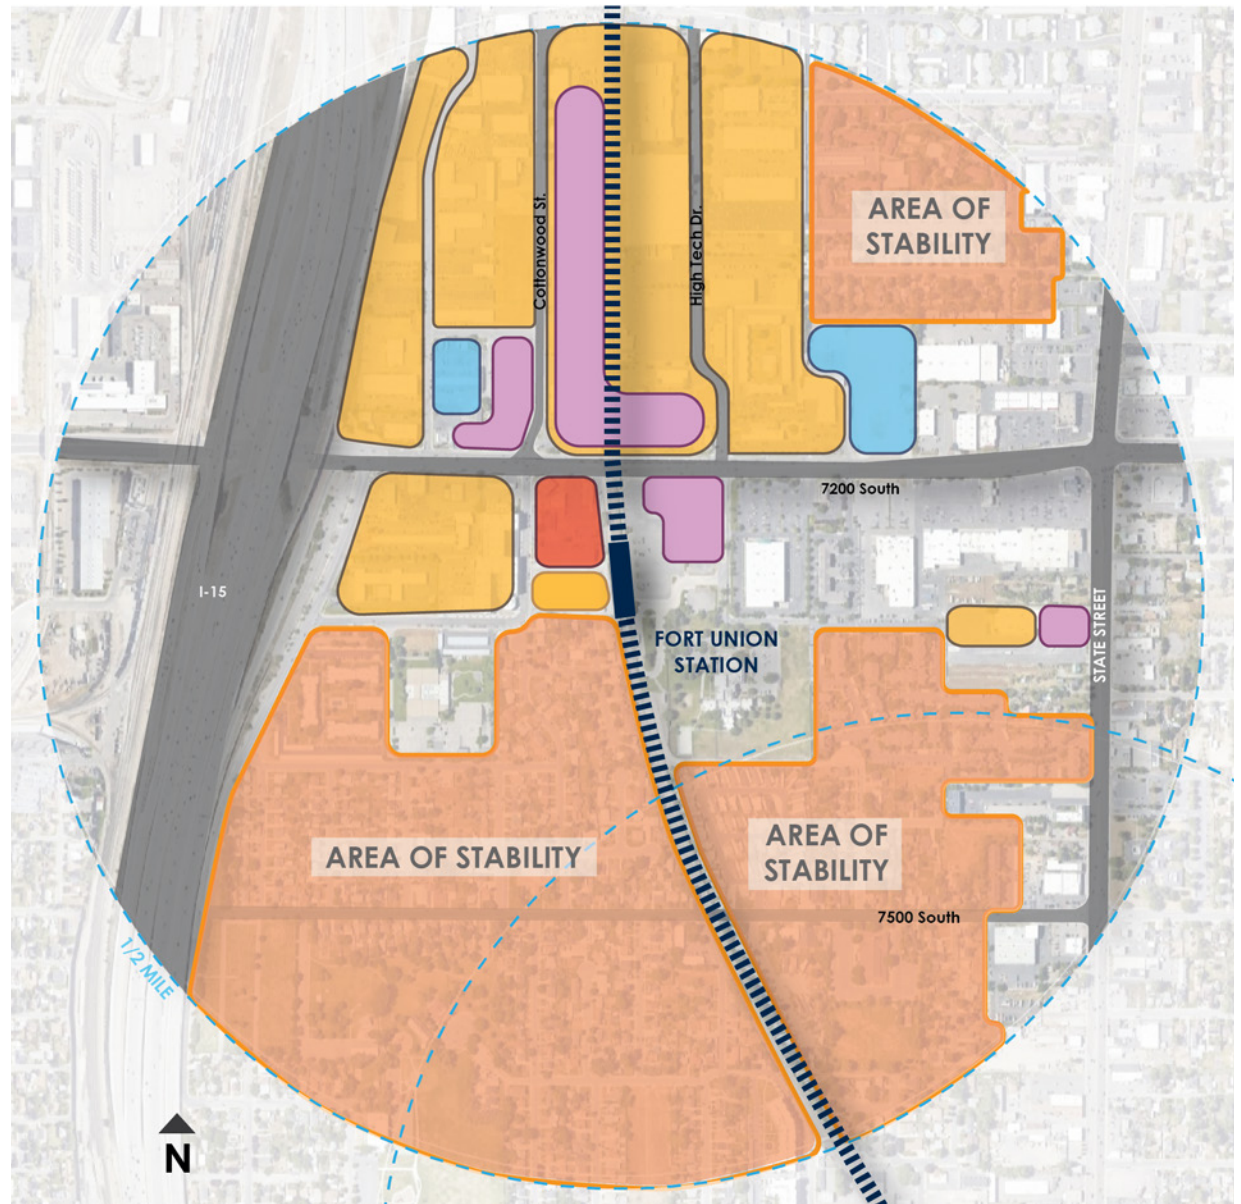 AREA OF
STABILITY
Cottonwood St.
High Tech Dr.
7200 South
I-15
FORT UNION
STATION
STATE STREET
AREA OF STABILITY
AREA OF
STABILITY
7500 South
1/2 MILE
N